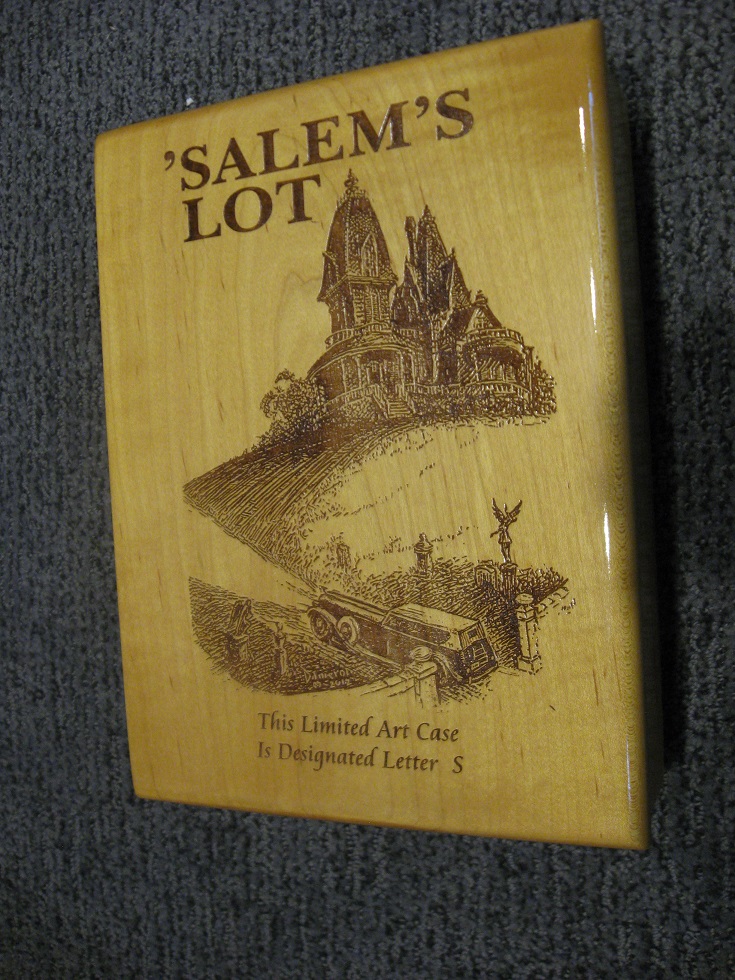 ’SALEM’S
LOT
This Limited Art Case
Is Designated Letter S